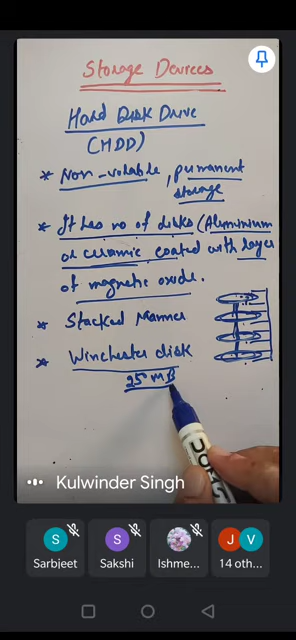 Storage Devices
Hard Disk Drive
(HDD)
* Non-volatile, permanent
storage
* It has no of disks (Aluminium
or ceramic, coated with layer
of magnetic oxide.
* Stacked Manner
* Winchester disk
25 MB
Kulwinder Singh
S
S
J V
Sarbjeet
Sakshi
Ishme...
14 oth...